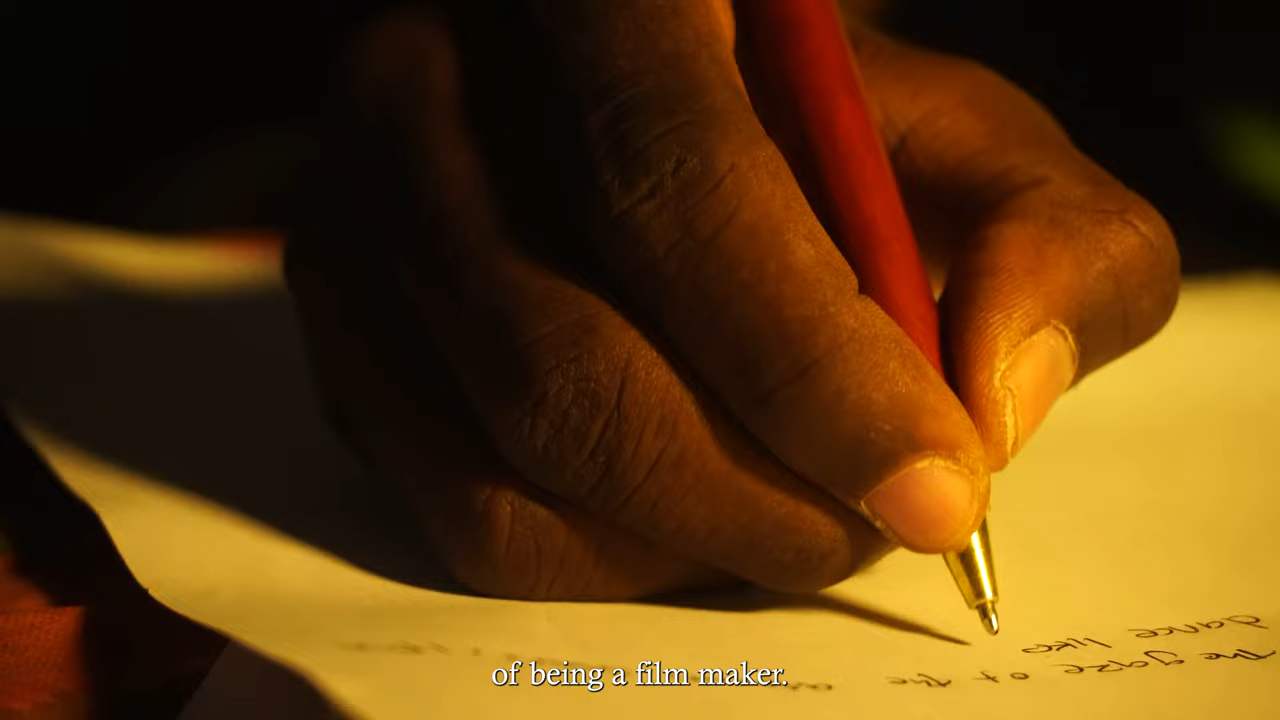 The gaze of the
dance like
of being a film maker.